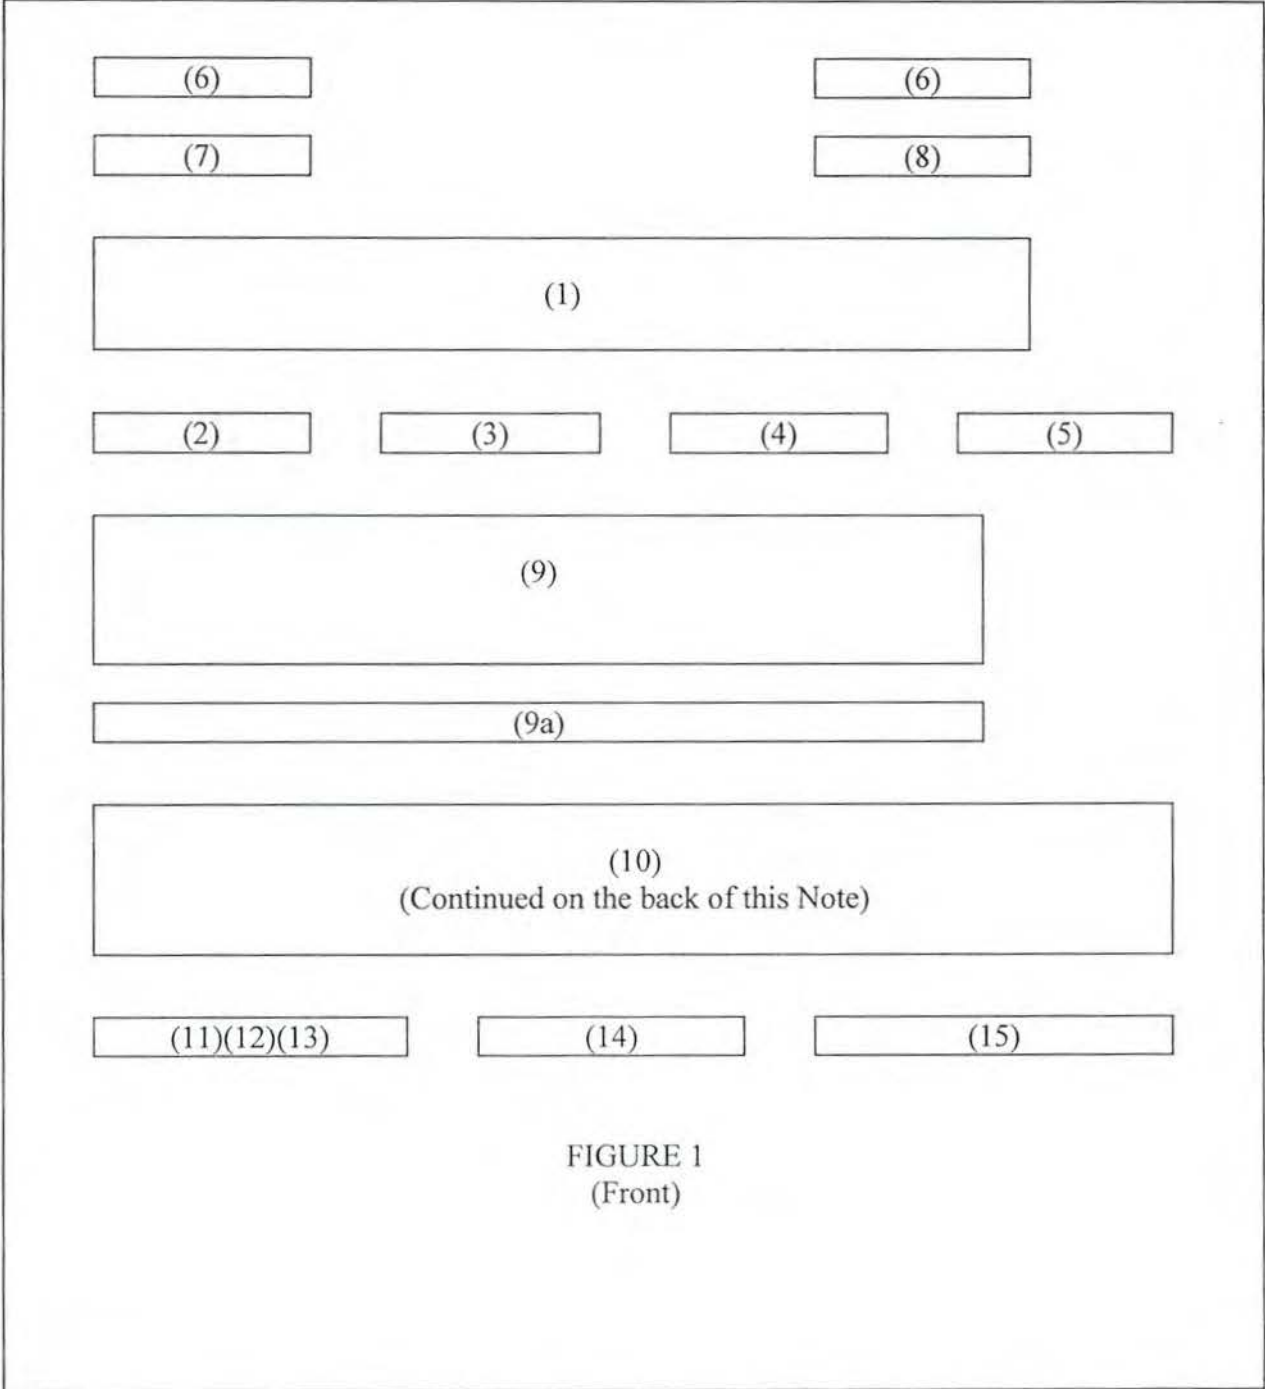 (6) (6)
(7) (8)
(1)
(2) (3) (4) (5)
(9)
(9a)
(10)
(Continued on the back of this Note)
(11)(12)(13) (14) (15)
FIGURE 1
(Front)